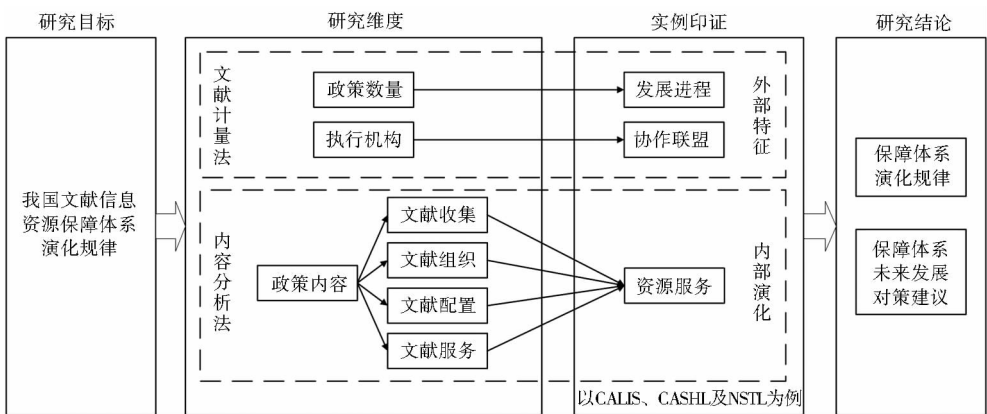 研究目标
研究维度
实例印证
研究结论
我国文献信息
资源保障体系
演化规律
文献计量法
政策数量
执行机构
发展进程
协作联盟
外部特征
内容分析法
政策内容
文献收集
文献组织
文献配置
文献服务
资源服务
内部演化
以CALIS、CASHL及NSTL为例
保障体系
演化规律
保障体系
未来发展
对策建议